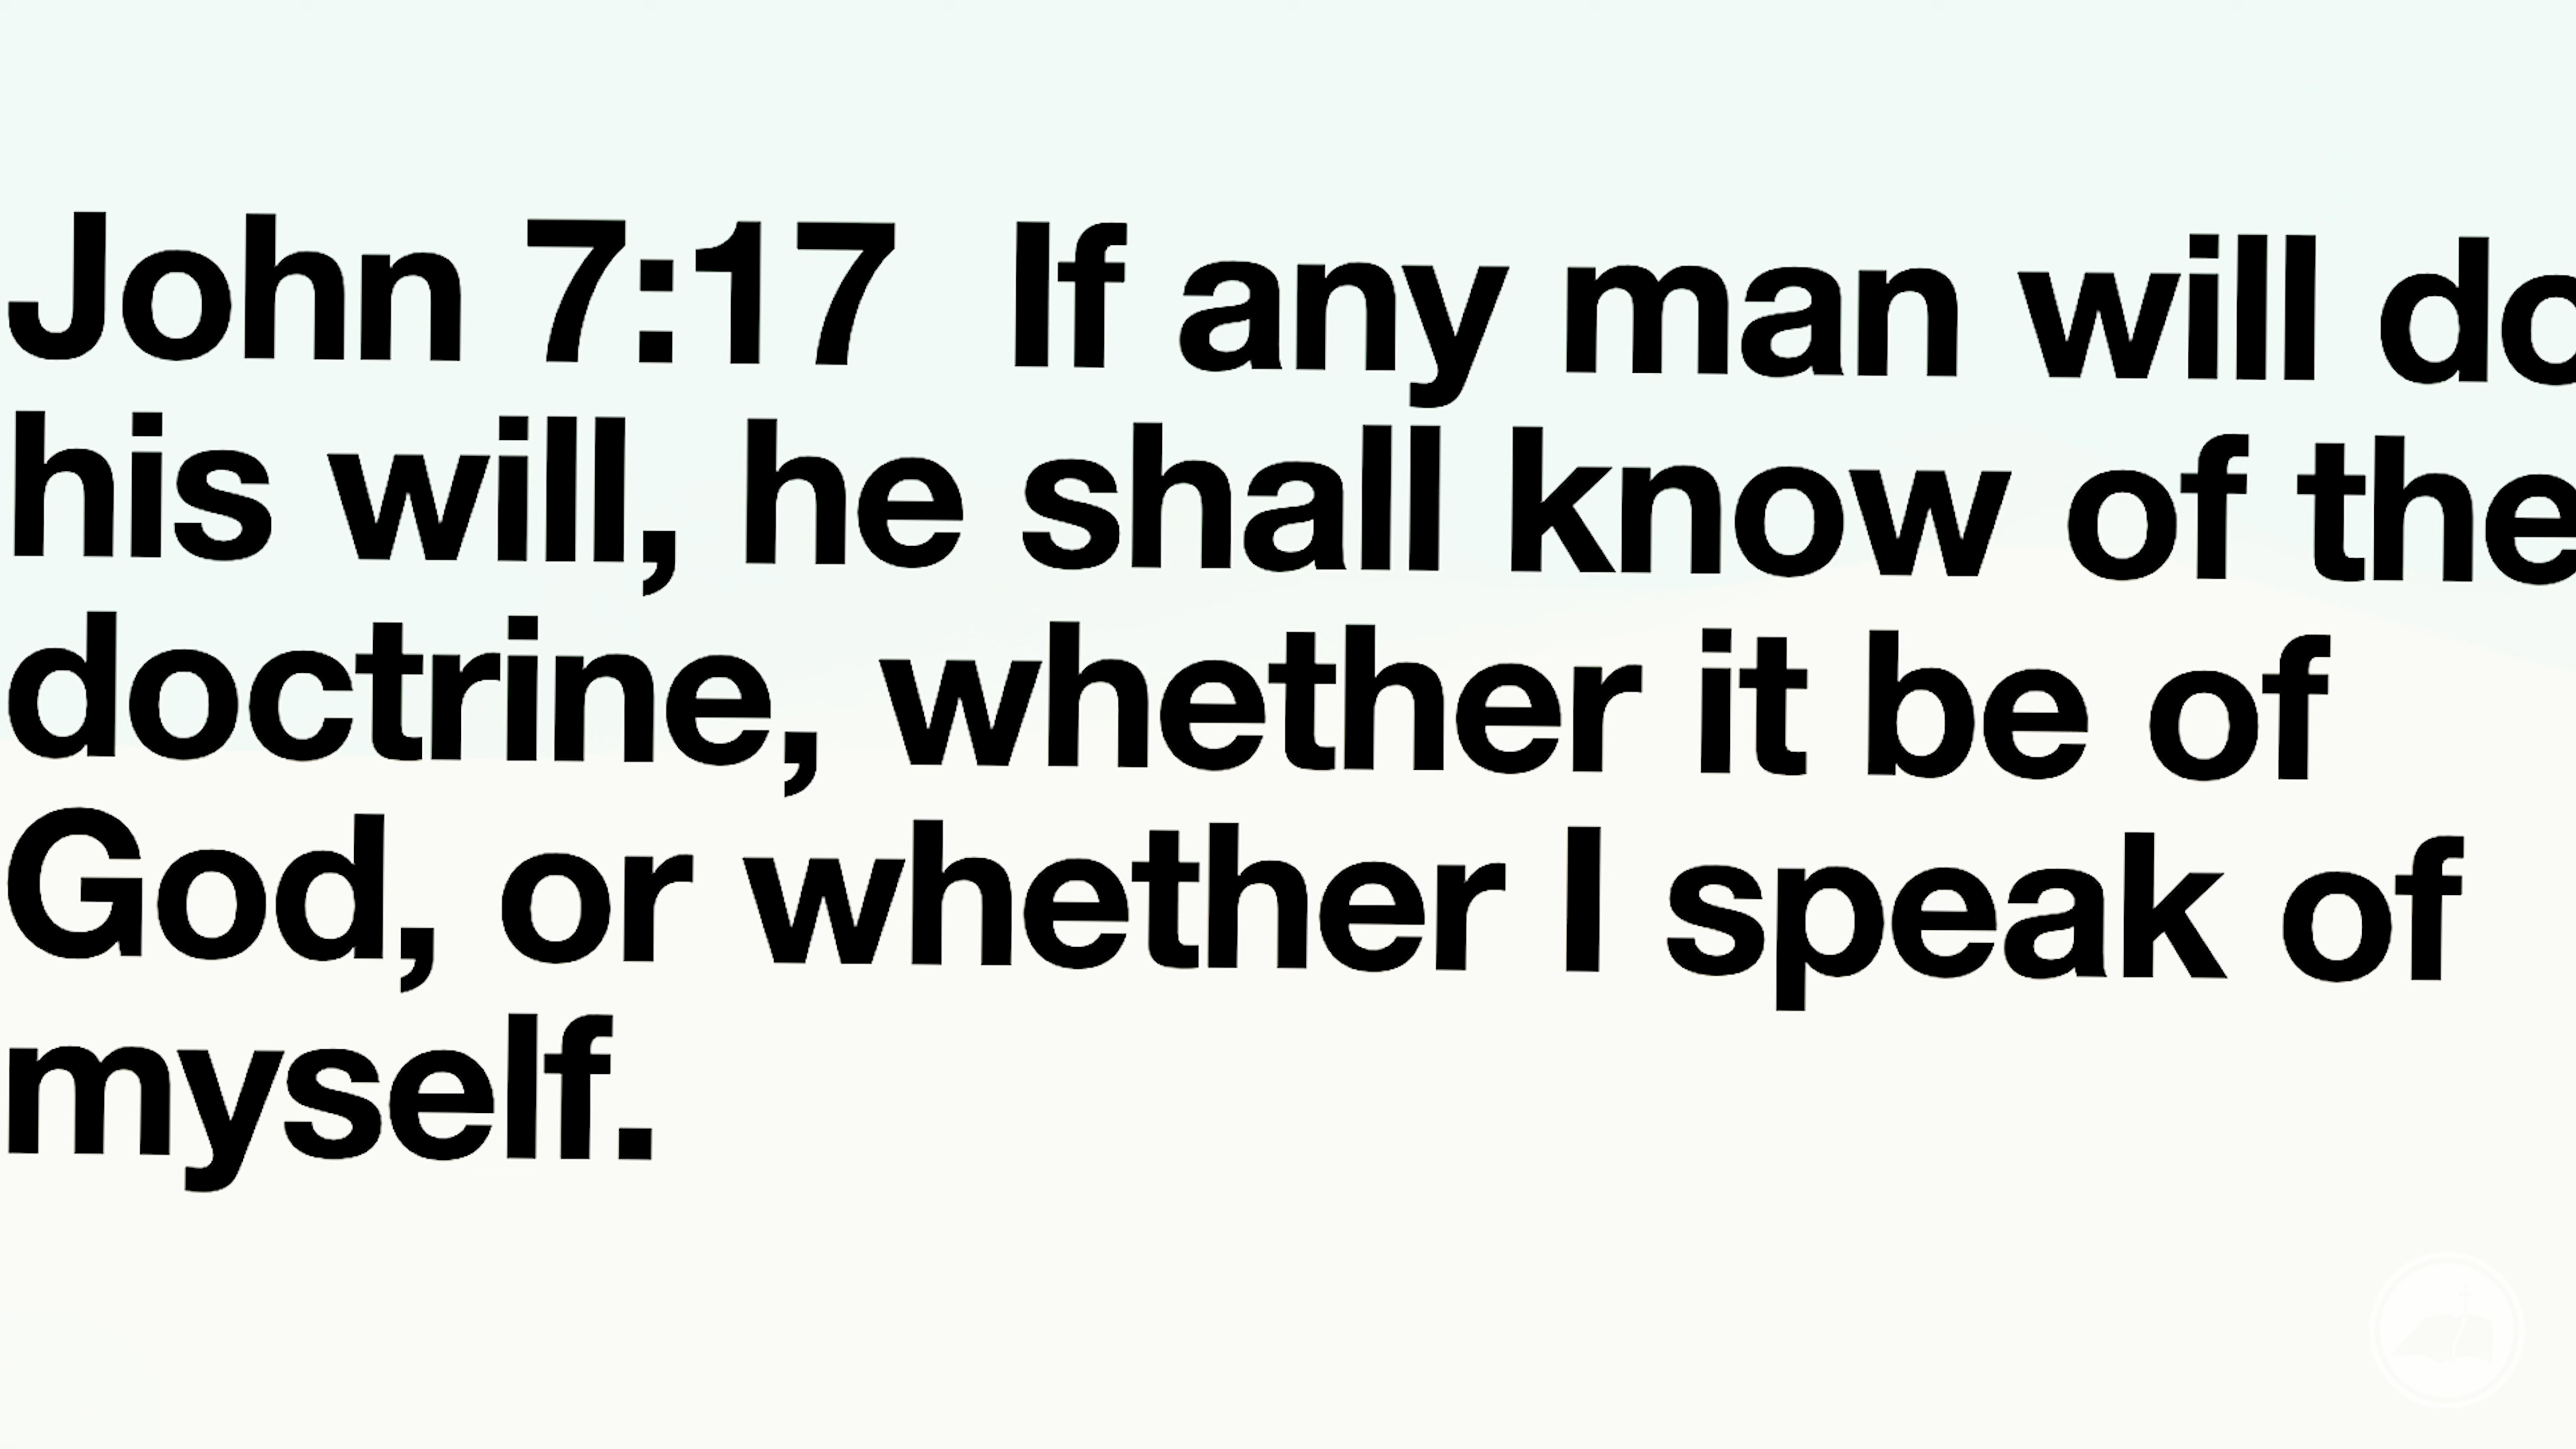 John 7:17  If any man will do
his will, he shall know of the
doctrine, whether it be of
God, or whether I speak of
myself.